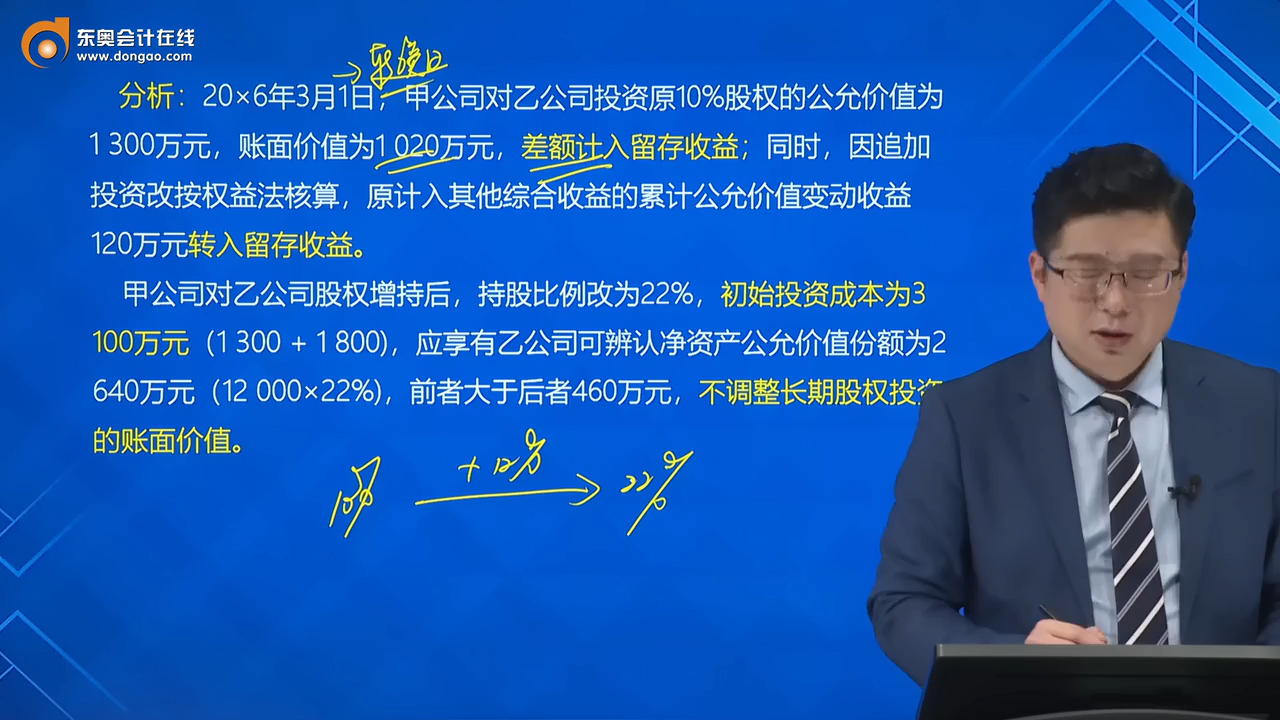 东奥会计在线
www.dongao.com
转换日
分析：20×6年3月1日，甲公司对乙公司投资原10%股权的公允价值为
1 300万元，账面价值为1 020万元，差额计入留存收益；同时，因追加
投资改按权益法核算，原计入其他综合收益的累计公允价值变动收益
120万元转入留存收益。
甲公司对乙公司股权增持后，持股比例改为22%，初始投资成本为3
100万元（1 300 + 1 800)，应享有乙公司可辨认净资产公允价值份额为2
640万元（12 000×22%)，前者大于后者460万元，不调整长期股权投资
的账面价值。
10% +12% 22%